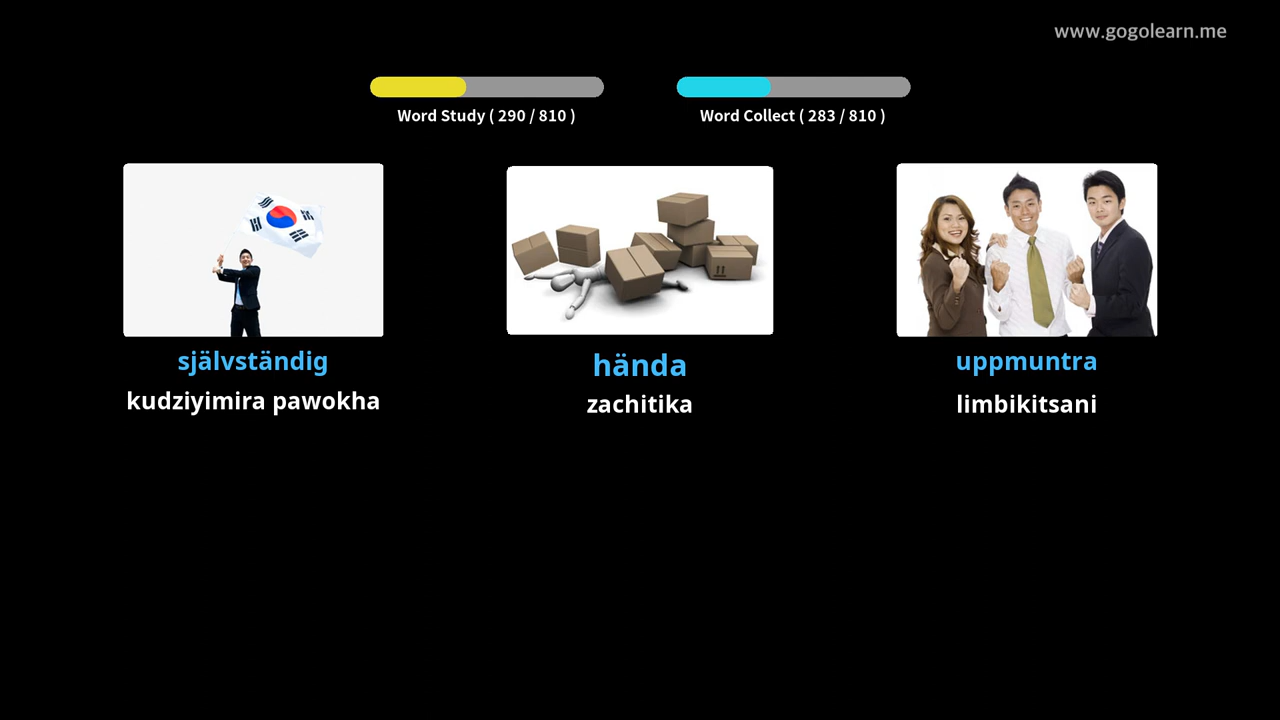 www.gogolearn.me
Word Study ( 290 / 810 )
Word Collect ( 283 / 810 )
självständig
kudziyimira pawokha
hända
zachitika
uppmuntra
limbikitsani